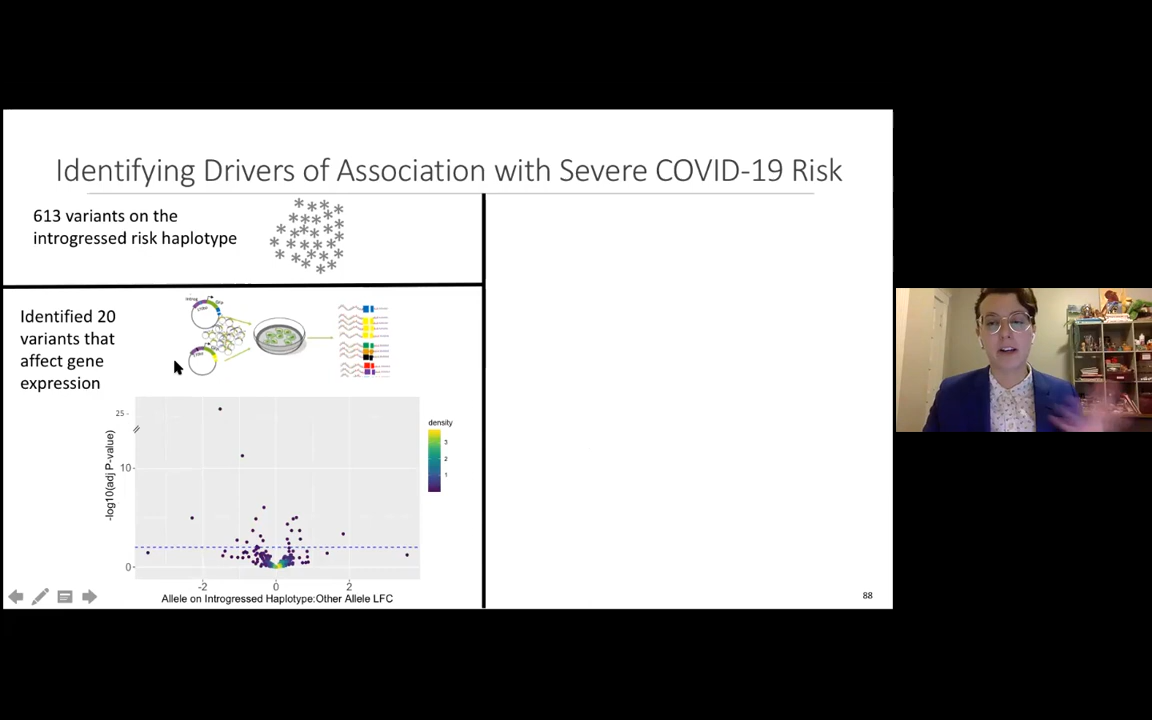 Identifying Drivers of Association with Severe COVID-19 Risk
613 variants on the
introgressed risk haplotype
Identified 20
variants that
affect gene
expression
25
10
0
-log10(adj P-value)
-2
0
2
Allele on Introgressed Haplotype:Other Allele LFC
density
3
2
1
88